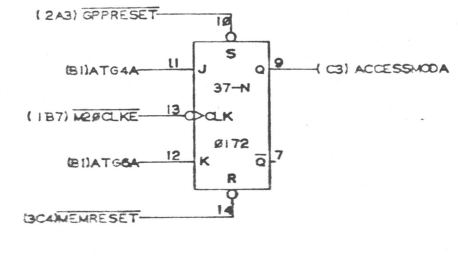 (2A3) GPPRESET
10
S
11
(B1)ATG4A
J
Q
9
(C3) ACCESSMODA
37-N
(1B7) M20CLKE
13
CLK
0172
(B1)ATG6A
12
K
Q
7
R
(3C4)MEMRESET
14